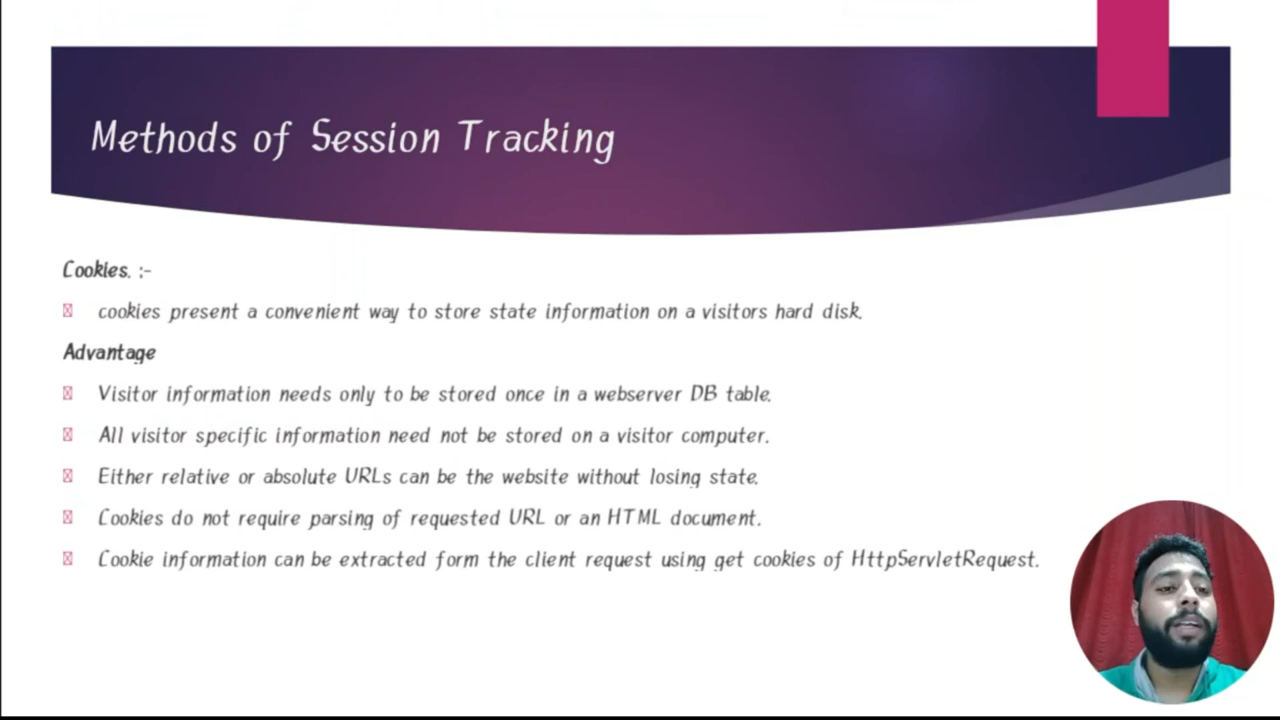 Methods of Session Tracking
Cookies. :-
cookies present a convenient way to store state information on a visitors hard disk.
Advantage
Visitor information needs only to be stored once in a webserver DB table.
All visitor specific information need not be stored on a visitor computer.
Either relative or absolute URLs can be the website without losing state.
Cookies do not require parsing of requested URL or an HTML document.
Cookie information can be extracted form the client request using get cookies of HttpServletRequest.